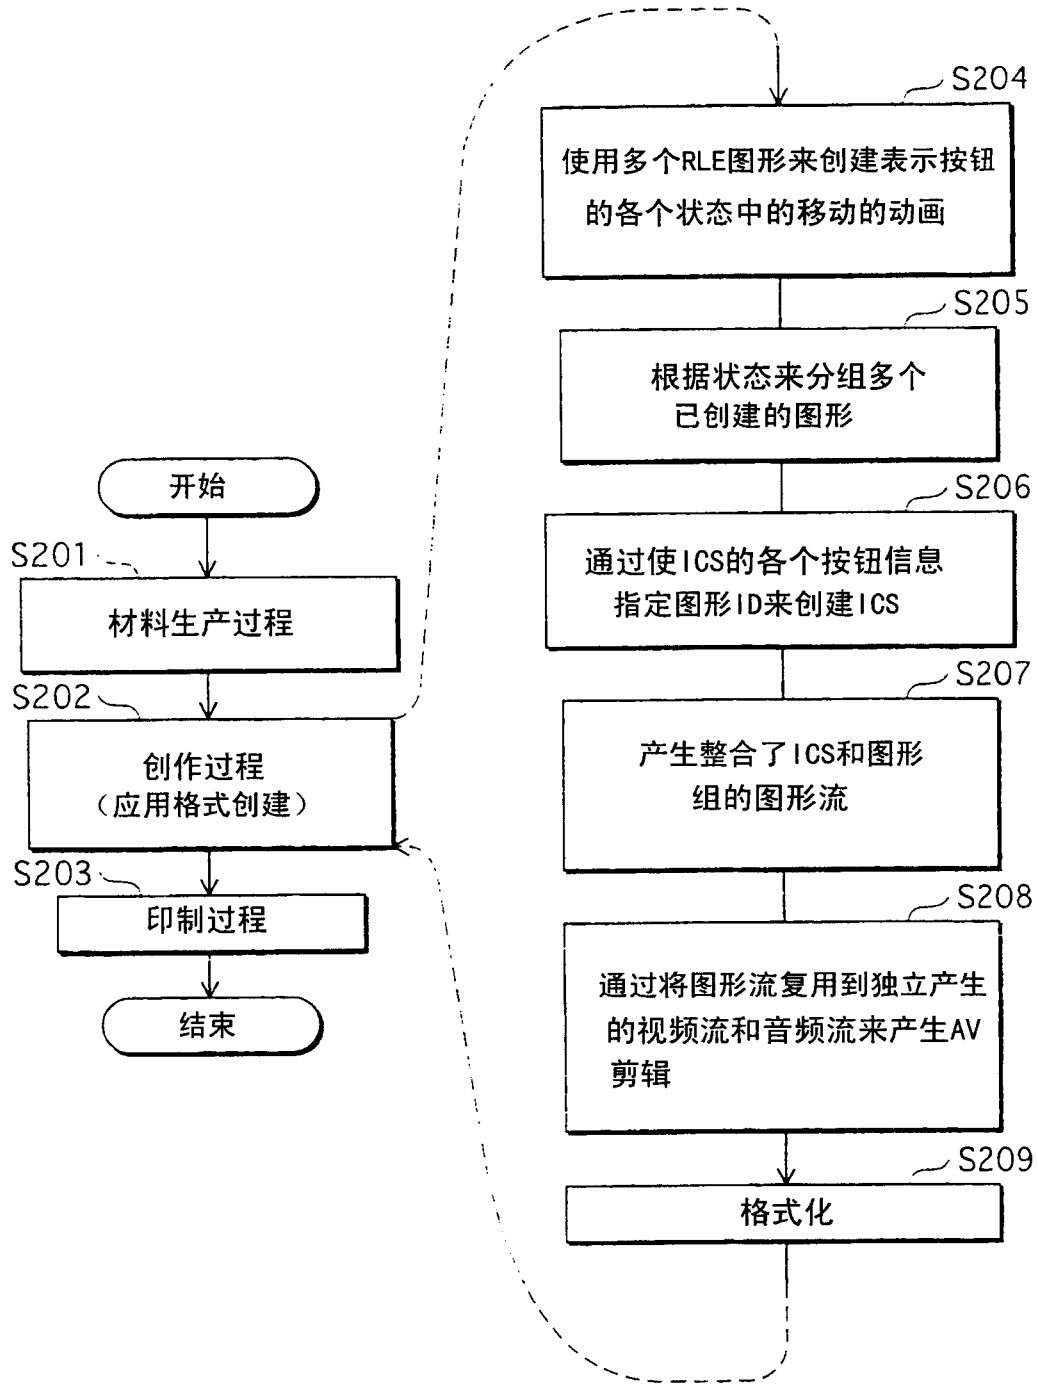 开始
S201
材料生产过程
S202
创作过程
（应用格式创建）
S203
印制过程
结束
S204
使用多个RLE图形来创建表示按钮
的各个状态中的移动的动画
S205
根据状态来分组多个
已创建的图形
S206
通过使ICS的各个按钮信息
指定图形ID来创建ICS
S207
产生整合了ICS和图形
组的图形流
S208
通过将图形流复用到独立产生
的视频流和音频流来产生AV
剪辑
S209
格式化